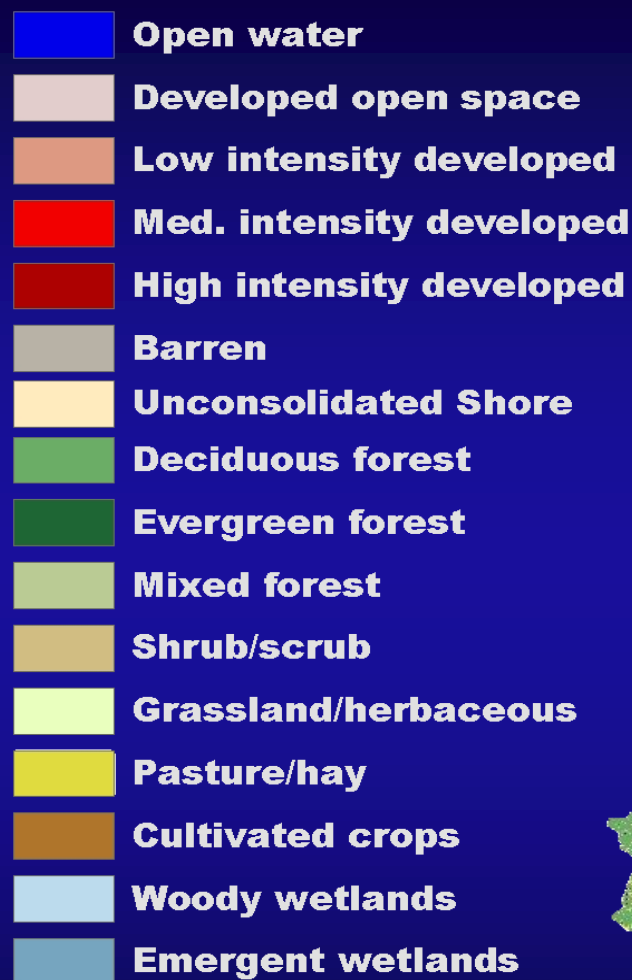 Open water
Developed open space
Low intensity developed
Med. intensity developed
High intensity developed
Barren
Unconsolidated Shore
Deciduous forest
Evergreen forest
Mixed forest
Shrub/scrub
Grassland/herbaceous
Pasture/hay
Cultivated crops
Woody wetlands
Emergent wetlands